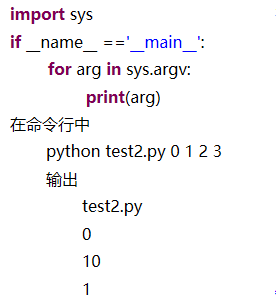 import sys
if __name__ =='__main__':
for arg in sys.argv:
print(arg)
在命令行中
python test2.py 0 1 2 3
输出
test2.py
0
10
1